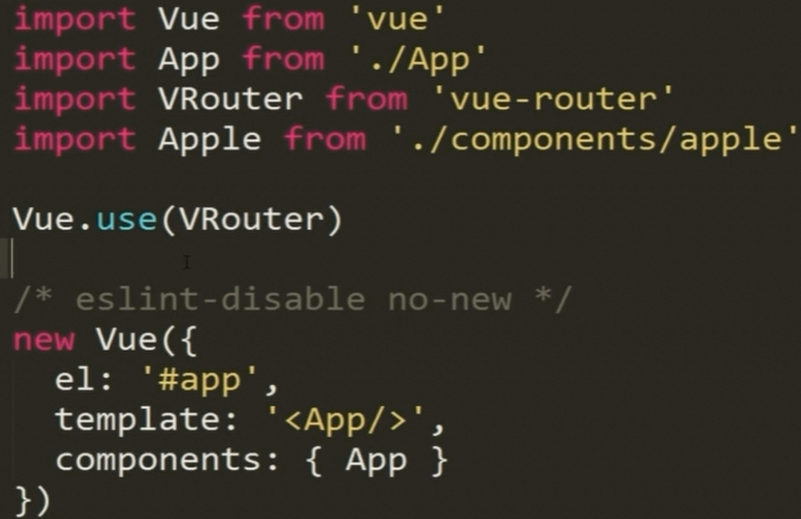 import Vue from 'vue'
import App from './App'
import VRouter from 'vue-router'
import Apple from './components/apple'

Vue.use(VRouter)

/* eslint-disable no-new */
new Vue({
  el: '#app',
  template: '<App/>',
  components: { App }
})